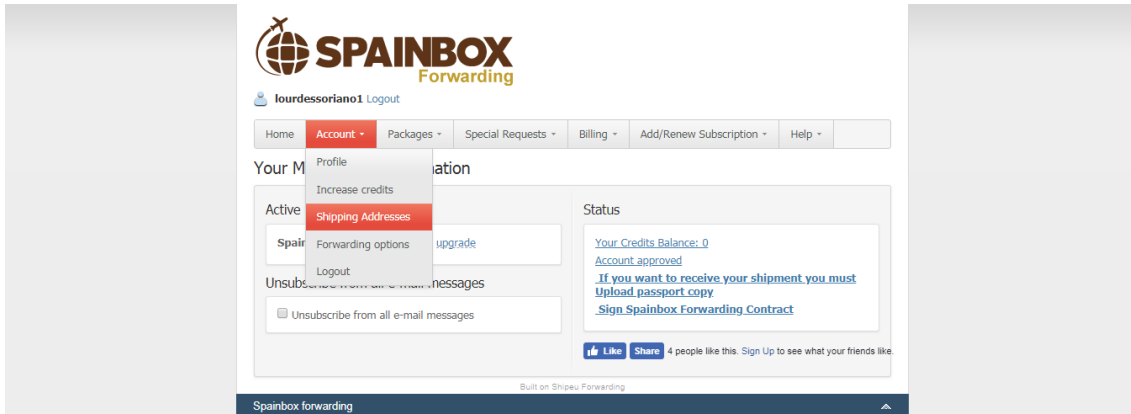 SPAINBOX
Forwarding
lourdessoriano1 Logout
Home Account Packages Special Requests Billing Add/Renew Subscription Help
Profile
Increase credits
Shipping Addresses
Forwarding options
Logout
Your M ation
Active
Spain upgrade
Unsubscribe from all e-mail messages
Unsubscribe from all e-mail messages
Status
Your Credits Balance: 0
Account approved
If you want to receive your shipment you must
Upload passport copy
Sign Spainbox Forwarding Contract
Like Share 4 people like this. Sign Up to see what your friends like.
Built on Shipeu Forwarding
Spainbox forwarding